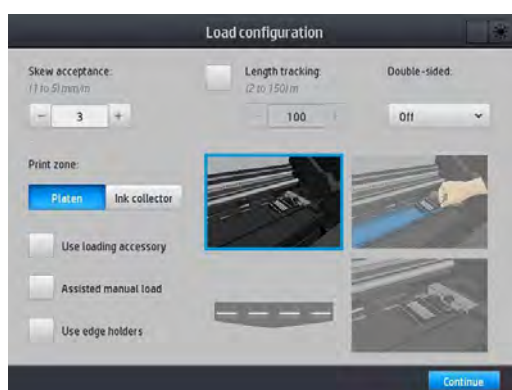 Load configuration
Skew acceptance:
(1 to 5) mm/m
− 3 +
Length tracking:
(2 to 150) m
− 100 +
Double-sided:
Off
Print zone:
Platen Ink collector
Use loading accessory
Assisted manual load
Use edge holders
Continue